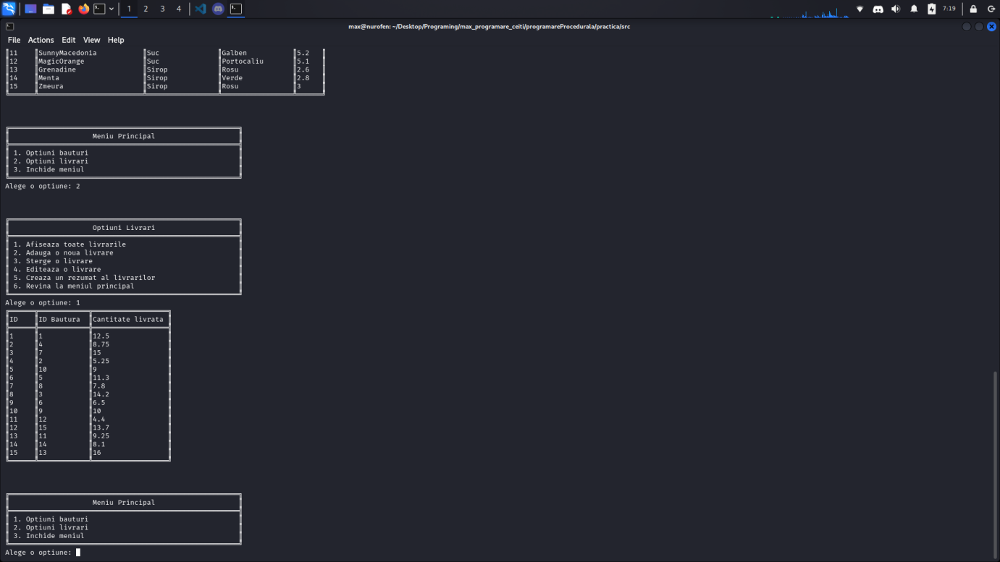 1 2 3 4 7:19
max@nurofen: ~/Desktop/Programing/max_programare_ceiti/programareProcedurala/practica/src
File Actions Edit View Help
11 SunnyMacedonia Suc Galben 5.2
12 MagicOrange Suc Portocaliu 5.1
13 Grenadine Sirop Rosu 2.6
14 Menta Sirop Verde 2.8
15 Zmeura Sirop Rosu 3
Meniu Principal
1. Optiuni bauturi
2. Optiuni livrari
3. Inchide meniul
Alege o optiune: 2
Optiuni Livrari
1. Afiseaza toate livrarile
2. Adauga o noua livrare
3. Sterge o livrare
4. Editeaza o livrare
5. Creaza un rezumat al livrarilor
6. Revina la meniul principal
Alege o optiune: 1
ID ID Bautura Cantitate livrata
1 1 12.5
2 4 8.75
3 7 15
4 2 5.25
5 10 9
6 5 11.3
7 8 7.8
8 3 14.2
9 6 6.5
10 9 10
11 12 4.4
12 15 13.7
13 11 9.25
14 14 8.1
15 13 16
Meniu Principal
1. Optiuni bauturi
2. Optiuni livrari
3. Inchide meniul
Alege o optiune: